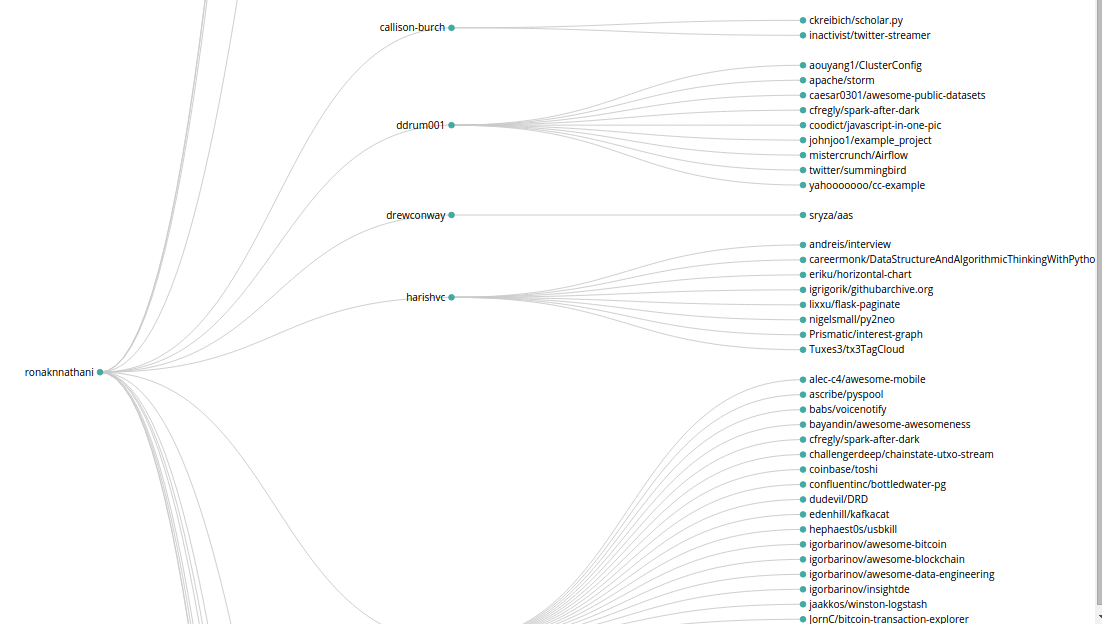 callison-burch
ckreibich/scholar.py
inactivist/twitter-streamer
ddrum001
aouyang1/ClusterConfig
apache/storm
caesar0301/awesome-public-datasets
cfregly/spark-after-dark
coodict/javascript-in-one-pic
johnjoo1/example_project
mistercrunch/Airflow
twitter/summingbird
yahooooooo/cc-example
drewconway
sryza/aas
harishvc
andreis/interview
careermonk/DataStructureAndAlgorithmicThinkingWithPytho
eriku/horizontal-chart
igrigorik/githubarchive.org
lixxu/flask-paginate
nigelsmall/py2neo
Prismatic/interest-graph
Tuxes3/tx3TagCloud
ronaknnathani
alec-c4/awesome-mobile
ascribe/pyspool
babs/voicenotify
bayandin/awesome-awesomeness
cfregly/spark-after-dark
challengerdeep/chainstate-utxo-stream
coinbase/toshi
confluentinc/bottledwater-pg
dudevil/DRD
edenhill/kafkacat
hephaest0s/usbkill
igorbarinov/awesome-bitcoin
igorbarinov/awesome-blockchain
igorbarinov/awesome-data-engineering
igorbarinov/insightde
jaakkos/winston-logstash
JornC/bitcoin-transaction-explorer